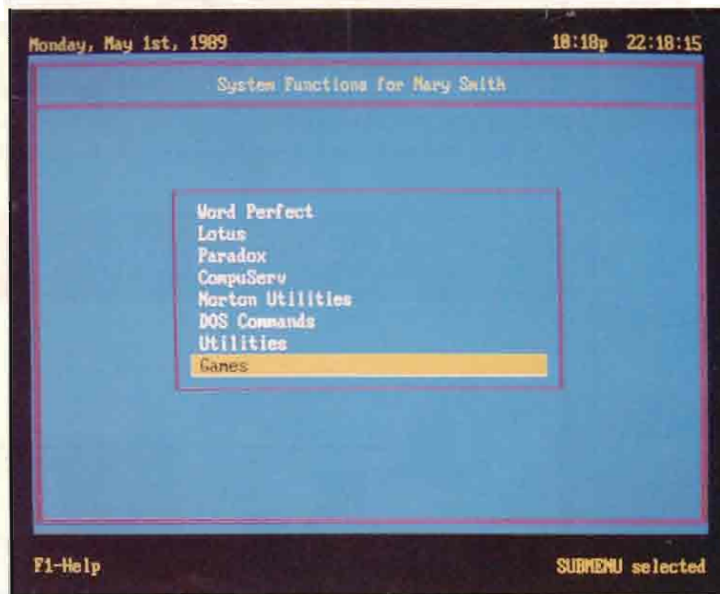 Monday, May 1st, 1989 10:18p 22:18:15
System Functions for Mary Smith
Word Perfect
Lotus
Paradox
CompuServ
Norton Utilities
DOS Commands
Utilities
Games
F1-Help SUBMENU selected